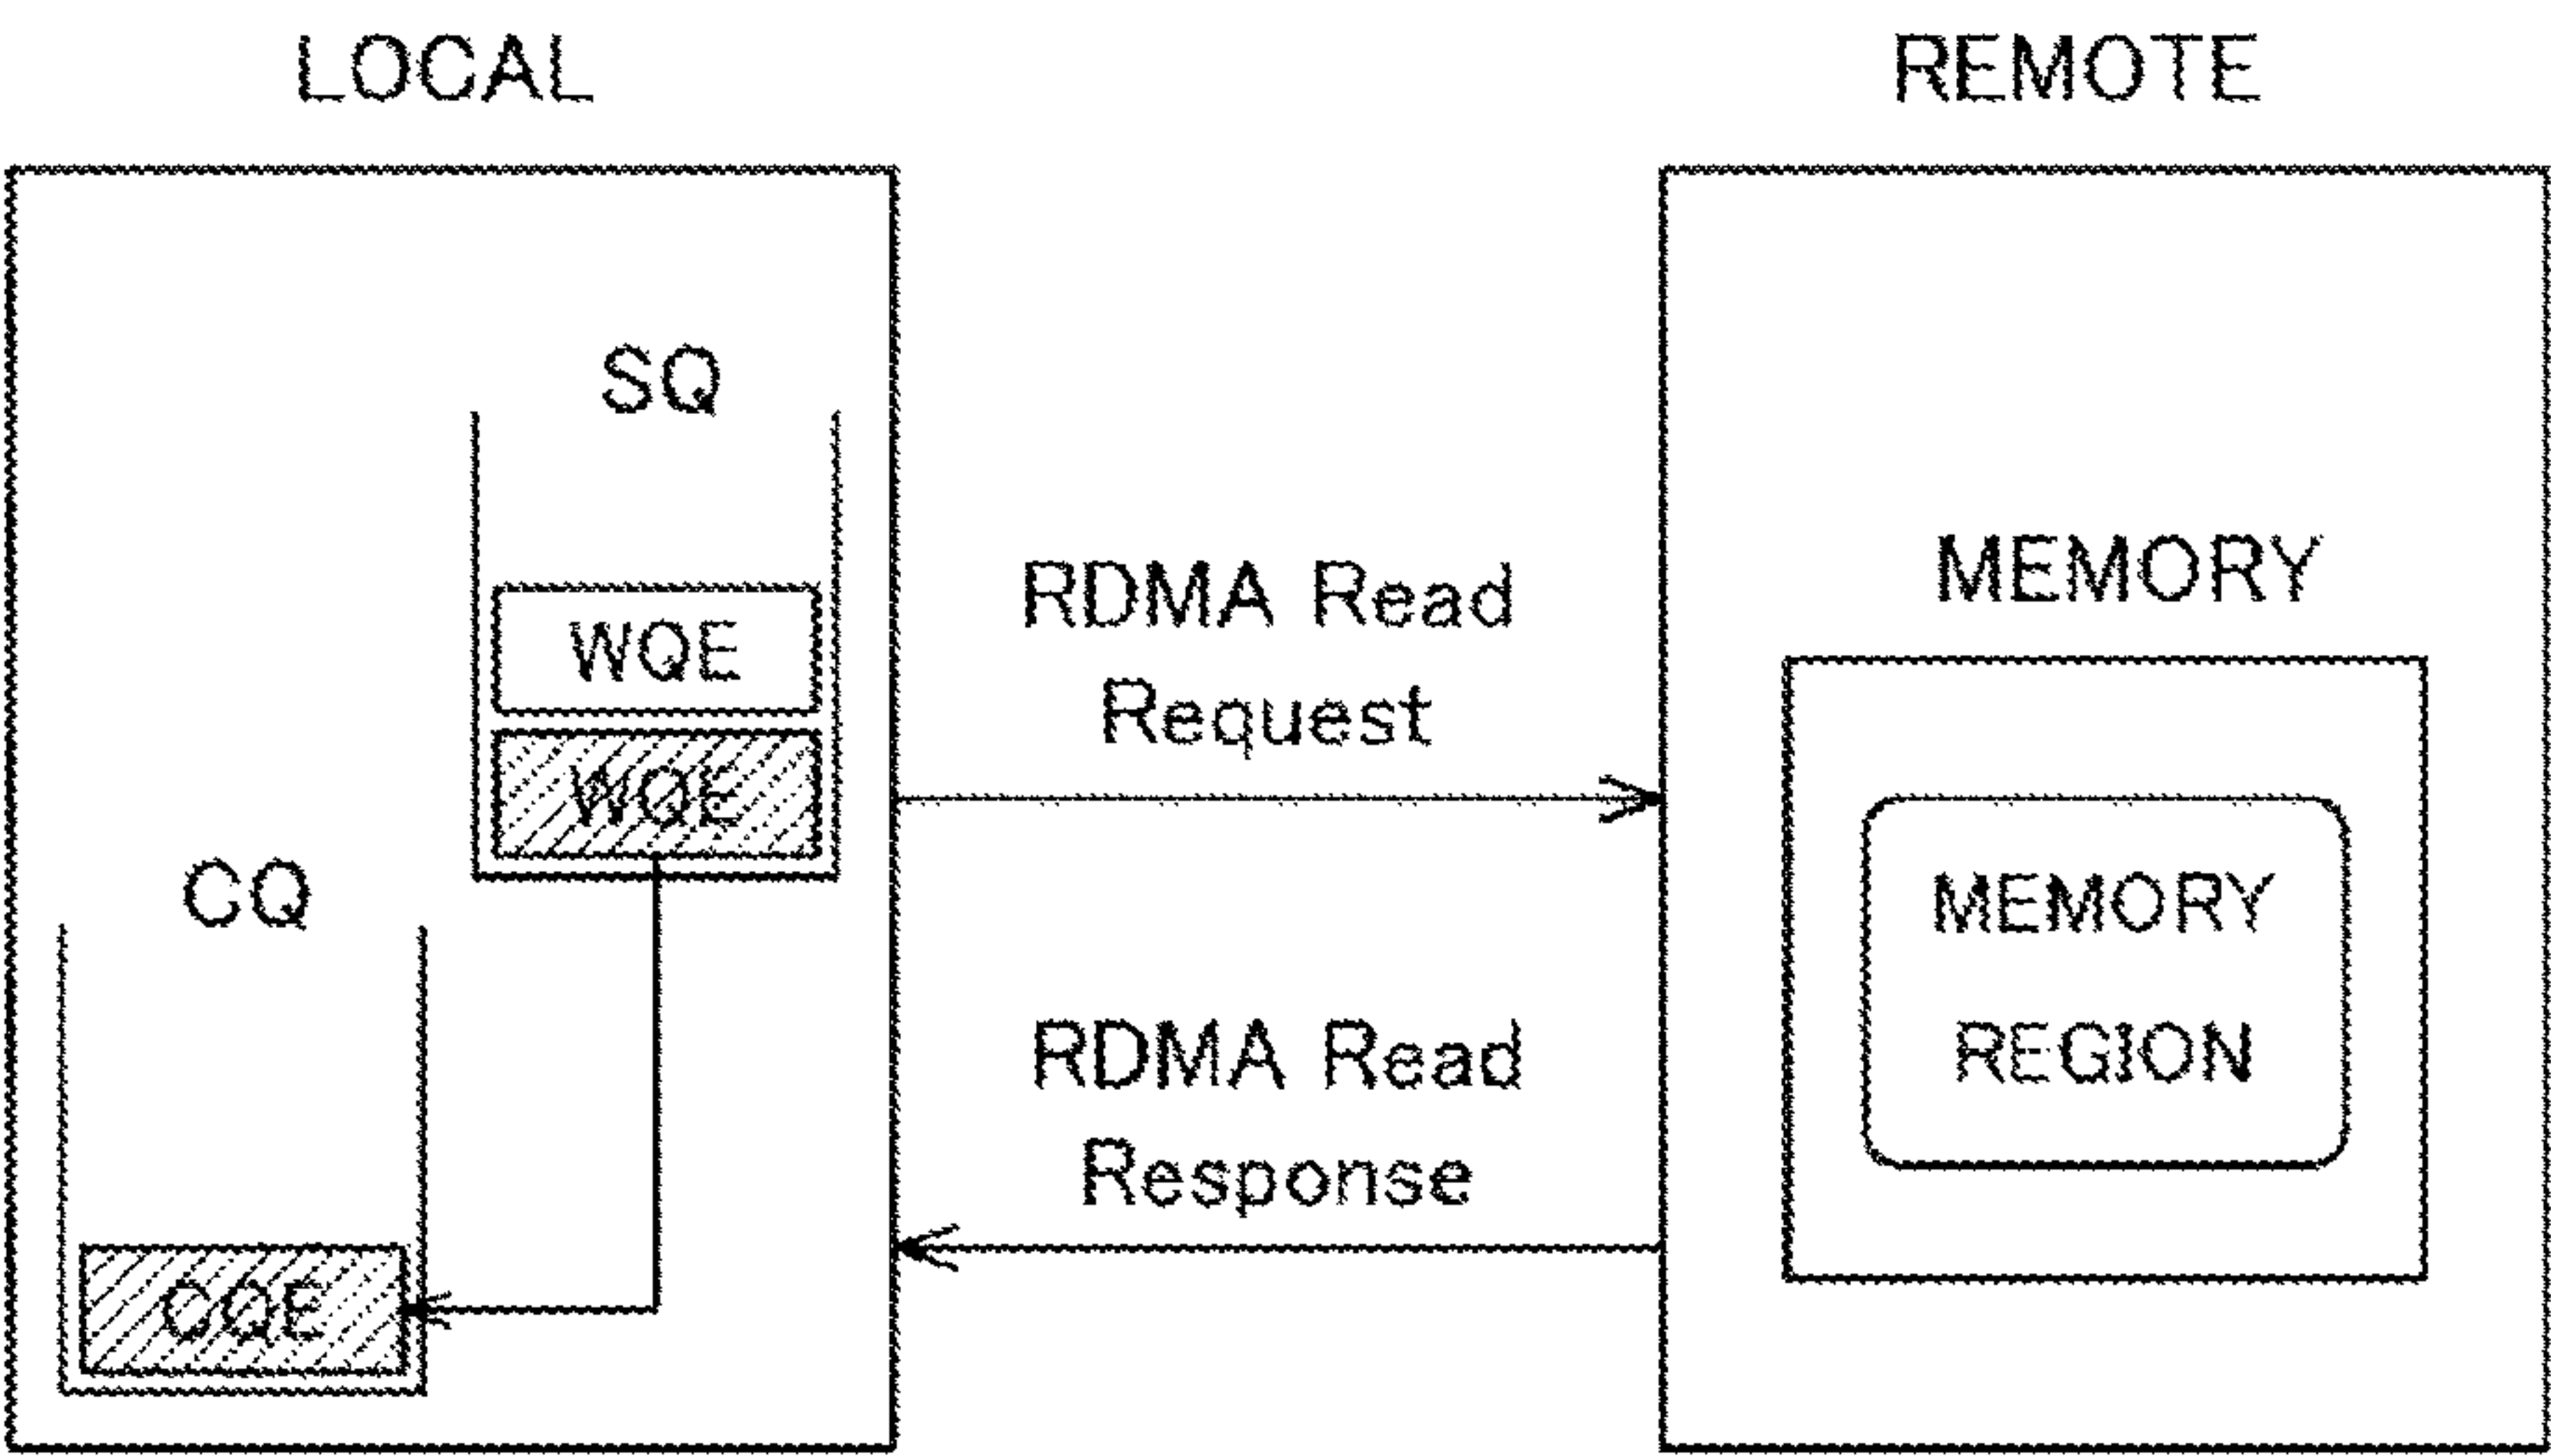 LOCAL
REMOTE
SQ
WQE
WQE
CQ
CQE
RDMA Read
Request
RDMA Read
Response
MEMORY
MEMORY
REGION